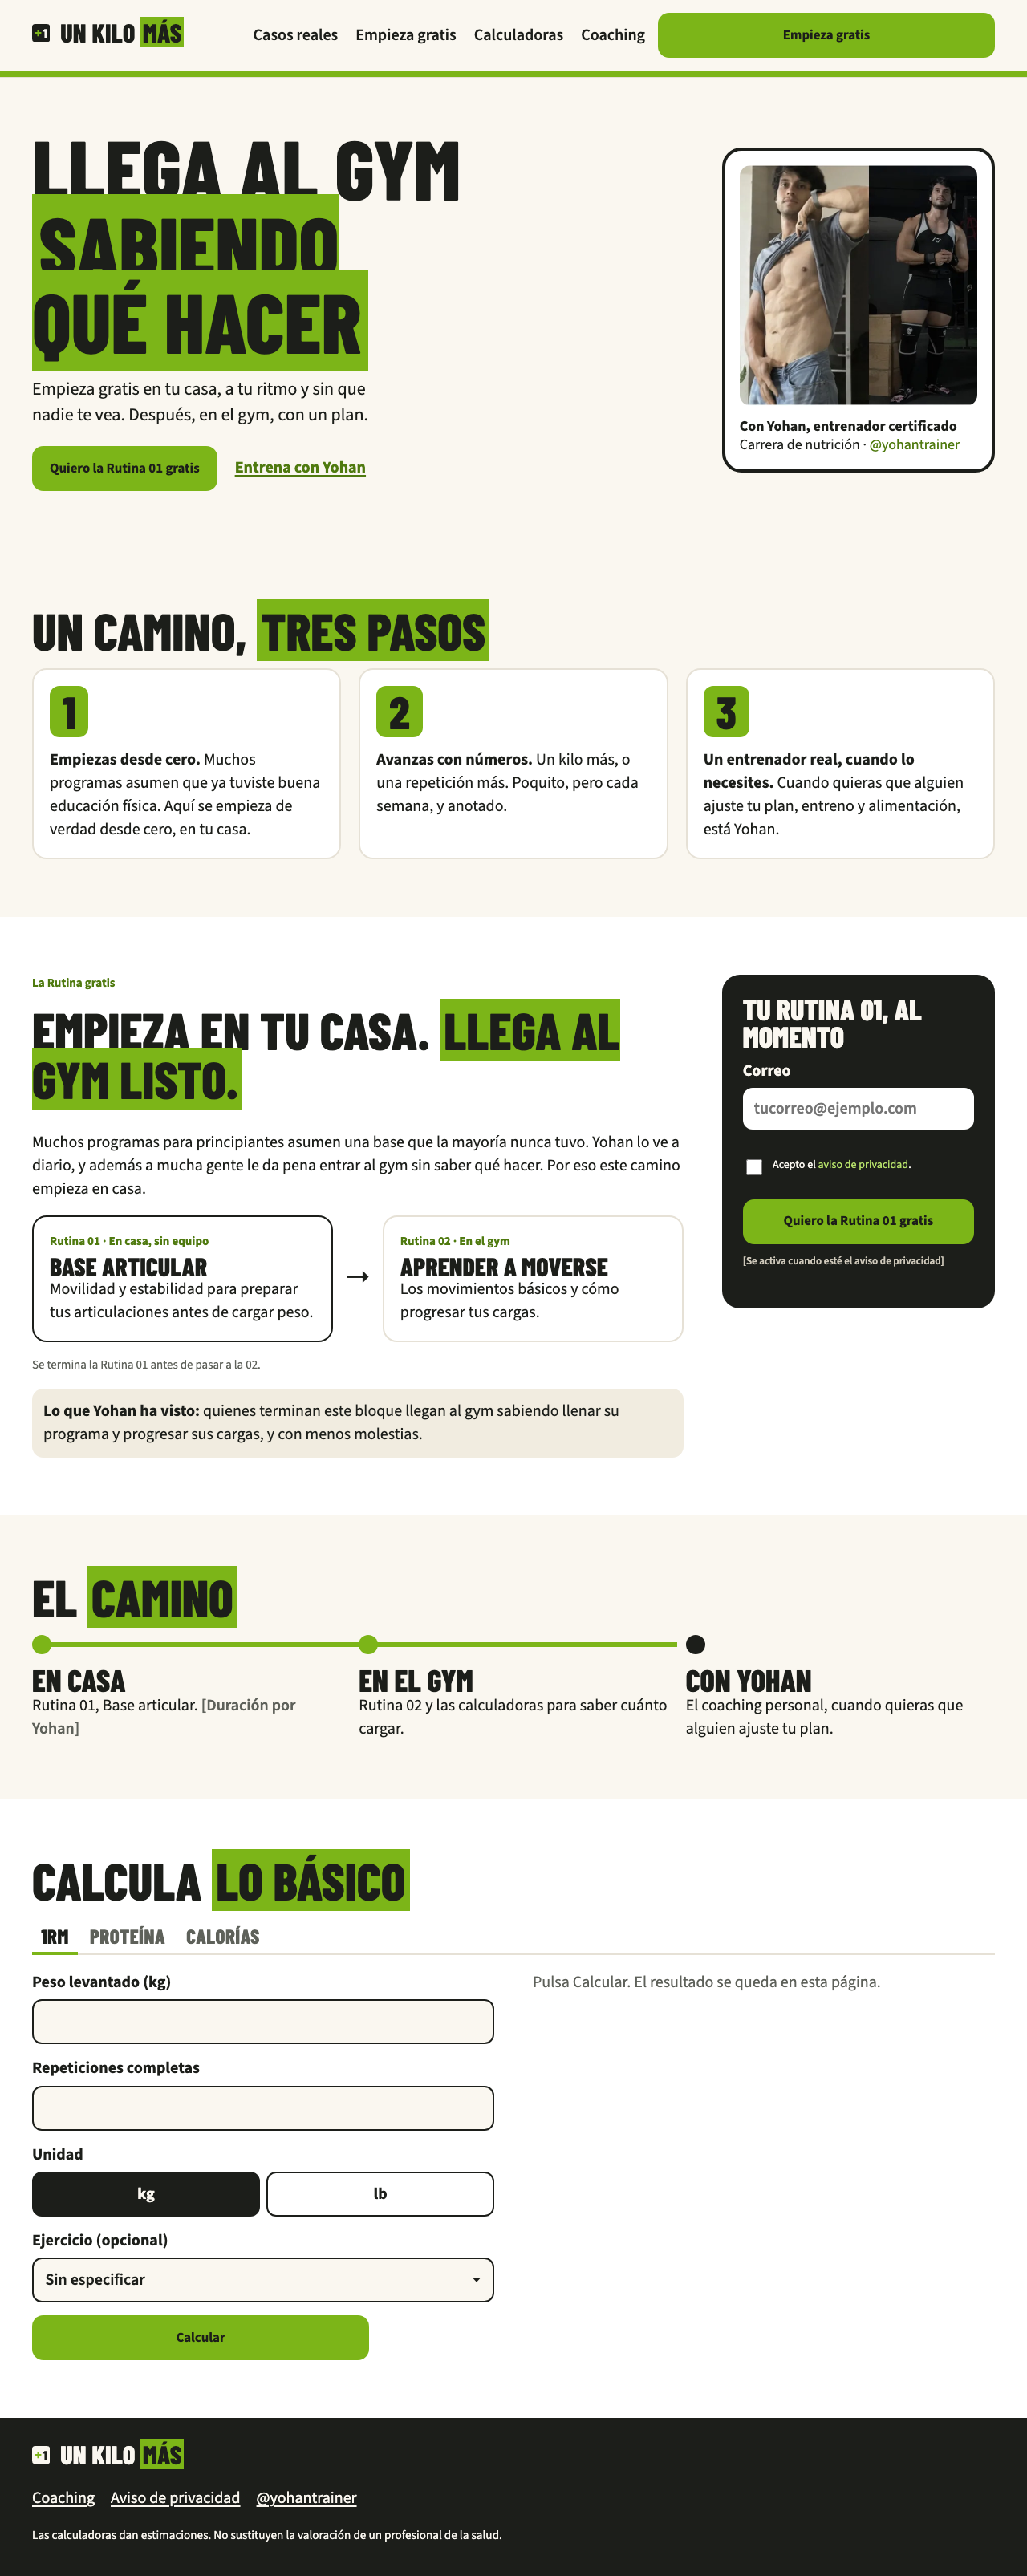 +1 UN KILO MÁS
Casos reales
Empieza gratis
Calculadoras
Coaching
Empieza gratis
LLEGA AL GYM
SABIENDO
QUÉ HACER
Empieza gratis en tu casa, a tu ritmo y sin que
nadie te vea. Después, en el gym, con un plan.
Quiero la Rutina 01 gratis
Entrena con Yohan
Con Yohan, entrenador certificado
Carrera de nutrición · @yohantrainer
UN CAMINO, TRES PASOS
1
Empiezas desde cero. Muchos
programas asumen que ya tuviste buena
educación física. Aquí se empieza de
verdad desde cero, en tu casa.
2
Avanzas con números. Un kilo más, o
una repetición más. Poquito, pero cada
semana, y anotado.
3
Un entrenador real, cuando lo
necesites. Cuando quieras que alguien
ajuste tu plan, entreno y alimentación,
está Yohan.
La Rutina gratis
EMPIEZA EN TU CASA. LLEGA AL
GYM LISTO.
Muchos programas para principiantes asumen una base que la mayoría nunca tuvo. Yohan lo ve a
diario, y además a mucha gente le da pena entrar al gym sin saber qué hacer. Por eso este camino
empieza en casa.
Rutina 01 · En casa, sin equipo
BASE ARTICULAR
Movilidad y estabilidad para preparar
tus articulaciones antes de cargar peso.
→
Rutina 02 · En el gym
APRENDER A MOVERSE
Los movimientos básicos y cómo
progresar tus cargas.
Se termina la Rutina 01 antes de pasar a la 02.
Lo que Yohan ha visto: quienes terminan este bloque llegan al gym sabiendo llenar su
programa y progresar sus cargas, y con menos molestias.
TU RUTINA 01, AL
MOMENTO
Correo
tucorreo@ejemplo.com
Acepto el aviso de privacidad.
Quiero la Rutina 01 gratis
[Se activa cuando esté el aviso de privacidad]
EL CAMINO
EN CASA
Rutina 01, Base articular. [Duración por
Yohan]
EN EL GYM
Rutina 02 y las calculadoras para saber cuánto
cargar.
CON YOHAN
El coaching personal, cuando quieras que
alguien ajuste tu plan.
CALCULA LO BÁSICO
1RM
PROTEÍNA
CALORÍAS
Peso levantado (kg)
Repeticiones completas
Unidad
kg
lb
Ejercicio (opcional)
Sin especificar
Calcular
Pulsa Calcular. El resultado se queda en esta página.
+1 UN KILO MÁS
Coaching
Aviso de privacidad
@yohantrainer
Las calculadoras dan estimaciones. No sustituyen la valoración de un profesional de la salud.